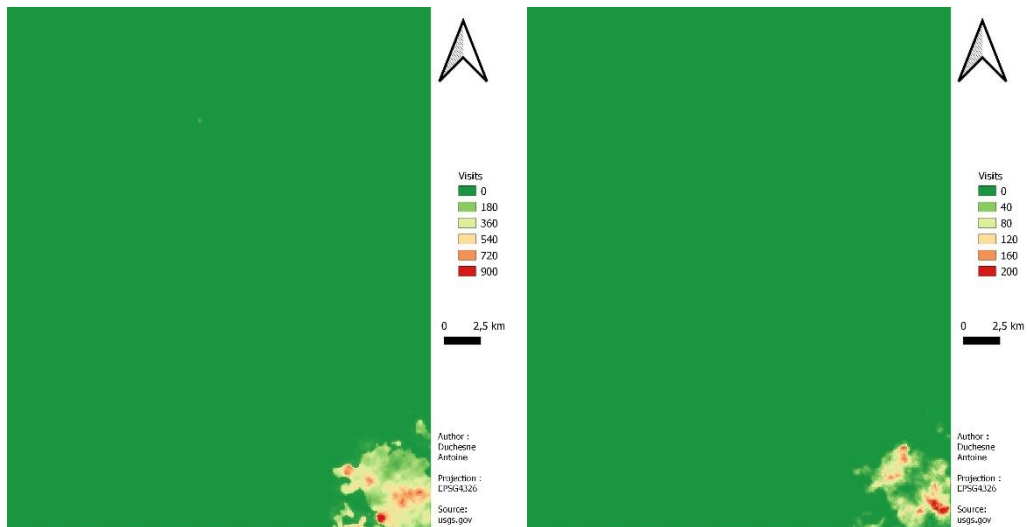 Visits
0
180
360
540
720
900
0 2,5 km
Author :
Duchesne
Antoine
Projection :
EPSG4326
Source:
usgs.gov
Visits
0
40
80
120
160
200
0 2,5 km
Author :
Duchesne
Antoine
Projection :
EPSG4326
Source:
usgs.gov